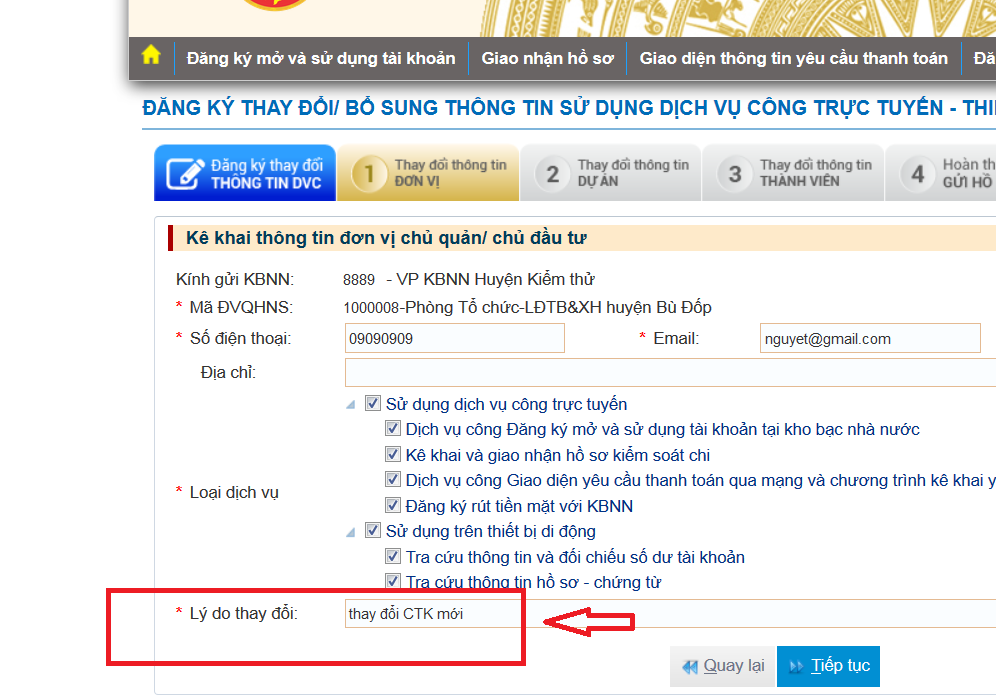 Đăng ký mở và sử dụng tài khoản Giao nhận hồ sơ Giao diện thông tin yêu cầu thanh toán
ĐĂNG KÝ THAY ĐỔI/ BỔ SUNG THÔNG TIN SỬ DỤNG DỊCH VỤ CÔNG TRỰC TUYẾN -
Đăng ký thay đổi
THÔNG TIN DVC
1 Thay đổi thông tin
ĐƠN VỊ
2 Thay đổi thông tin
DỰ ÁN
3 Thay đổi thông tin
THÀNH VIÊN
4 Hoàn
GỬI HỒ
Kê khai thông tin đơn vị chủ quản/ chủ đầu tư
Kính gửi KBNN: 8889 - VP KBNN Huyện Kiểm thử
* Mã ĐVQHNS: 1000008-Phòng Tổ chức-LĐTB&XH huyện Bù Đốp
* Số điện thoại: 09090909 * Email: nguyet@gmail.com
Địa chỉ:
Sử dụng dịch vụ công trực tuyến
Dịch vụ công Đăng ký mở và sử dụng tài khoản tại kho bạc nhà nước
Kê khai và giao nhận hồ sơ kiểm soát chi
Dịch vụ công Giao diện yêu cầu thanh toán qua mạng và chương trình kê khai
* Loại dịch vụ
Đăng ký rút tiền mặt với KBNN
Sử dụng trên thiết bị di động
Tra cứu thông tin và đối chiếu số dư tài khoản
Tra cứu thông tin hồ sơ - chứng từ
* Lý do thay đổi: thay đổi CTK mới
Quay lại Tiếp tục